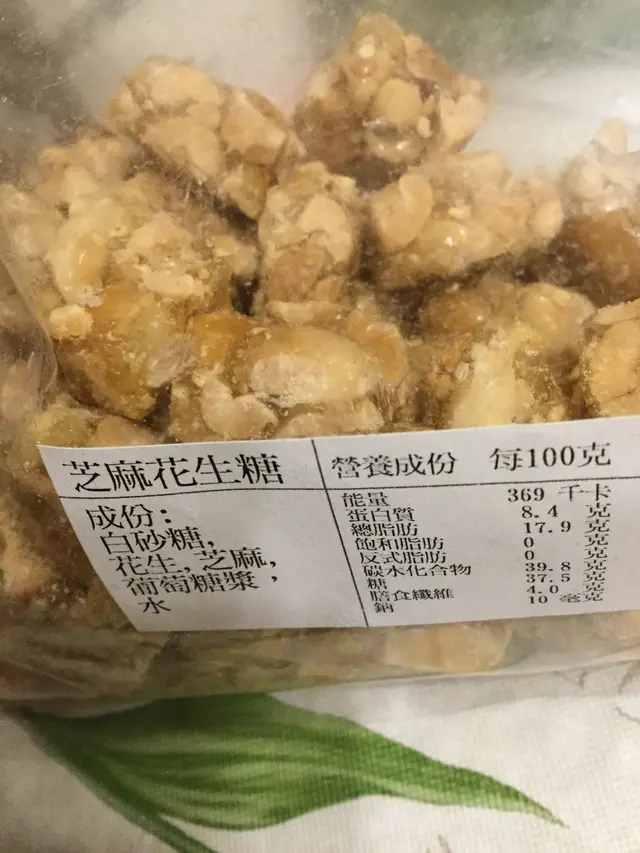 芝麻花生糖
成份：
白砂糖，
花生，芝麻，
葡萄糖漿，
水
營養成份 每100克
能量 369 千卡
蛋白質 8.4 克
總脂肪 17.9 克
飽和脂肪 0 克
反式脂肪 0 克
碳水化合物 39.8 克
糖 37.5 克
膳食纖維 4.0 克
鈉 10 毫克